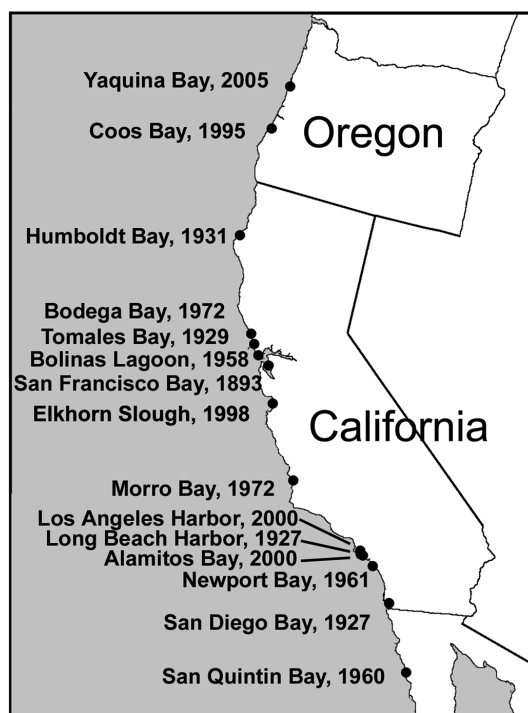 Yaquina Bay, 2005
Coos Bay, 1995
Oregon
Humboldt Bay, 1931
Bodega Bay, 1972
Tomales Bay, 1929
Bolinas Lagoon, 1958
San Francisco Bay, 1893
Elkhorn Slough, 1998
California
Morro Bay, 1972
Los Angeles Harbor, 2000
Long Beach Harbor, 1927
Alamitos Bay, 2000
Newport Bay, 1961
San Diego Bay, 1927
San Quintin Bay, 1960